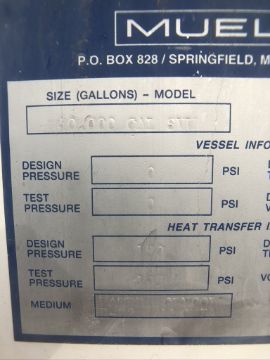 MUEL
P.O. BOX 828 / SPRINGFIELD, M
SIZE (GALLONS) – MODEL
VESSEL INFO
DESIGN PRESSURE 0 PSI
TEST PRESSURE 0 PSI
HEAT TRANSFER I
DESIGN PRESSURE PSI
TEST PRESSURE PSI
MEDIUM